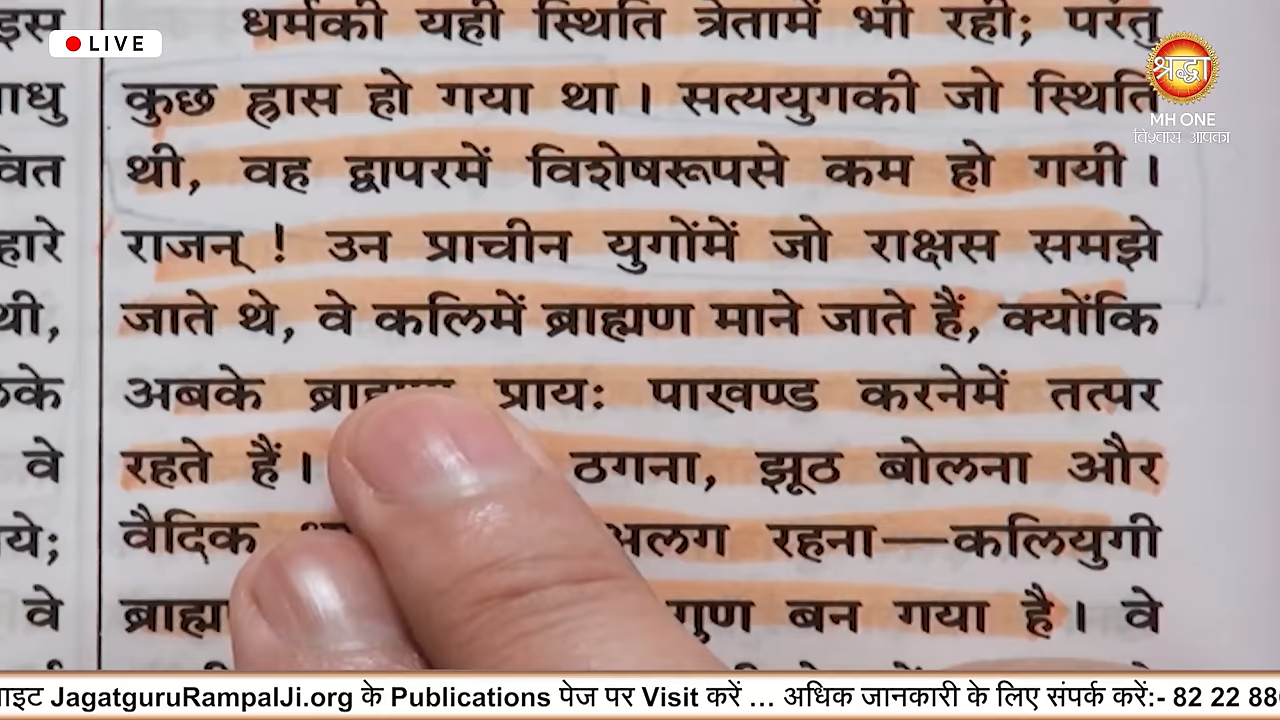 LIVE
श्रद्धा
MH ONE
विश्वास आपका
इस
वे
वे
धर्मकी यही स्थिति त्रेतामें भी रही; परंतु
कुछ ह्रास हो गया था। सत्ययुगकी जो स्थिति
थी, वह द्वापरमें विशेषरूपसे कम हो गयी।
राजन् ! उन प्राचीन युगोंमें जो राक्षस समझे
जाते थे, वे कलिमें ब्राह्मण माने जाते हैं, क्योंकि
अबके प्रायः पाखण्ड करनेमें तत्पर
रहते हैं। ठगना, झूठ बोलना और
वैदिक अलग रहना—कलियुगी
गुण बन गया है। वे
JagatguruRampalJi.org के Publications पेज पर Visit करें ... अधिक जानकारी के लिए संपर्क करें:- 82 22 88